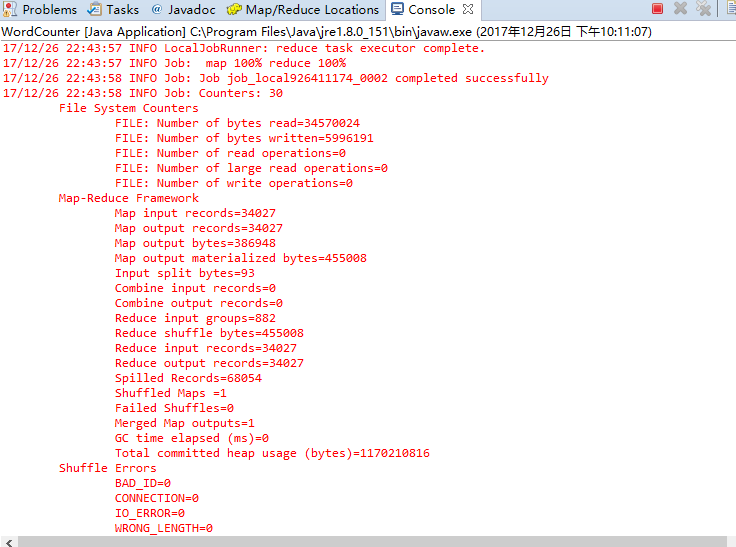 Problems Tasks @ Javadoc Map/Reduce Locations Console
WordCounter [Java Application] C:\Program Files\Java\jre1.8.0_151\bin\javaw.exe (2017年12月26日 下午10:11:07)
17/12/26 22:43:57 INFO LocalJobRunner: reduce task executor complete.
17/12/26 22:43:57 INFO Job:  map 100% reduce 100%
17/12/26 22:43:58 INFO Job: Job job_local926411174_0002 completed successfully
17/12/26 22:43:58 INFO Job: Counters: 30
File System Counters
FILE: Number of bytes read=34570024
FILE: Number of bytes written=5996191
FILE: Number of read operations=0
FILE: Number of large read operations=0
FILE: Number of write operations=0
Map-Reduce Framework
Map input records=34027
Map output records=34027
Map output bytes=386948
Map output materialized bytes=455008
Input split bytes=93
Combine input records=0
Combine output records=0
Reduce input groups=882
Reduce shuffle bytes=455008
Reduce input records=34027
Reduce output records=34027
Spilled Records=68054
Shuffled Maps =1
Failed Shuffles=0
Merged Map outputs=1
GC time elapsed (ms)=0
Total committed heap usage (bytes)=1170210816
Shuffle Errors
BAD_ID=0
CONNECTION=0
IO_ERROR=0
WRONG_LENGTH=0